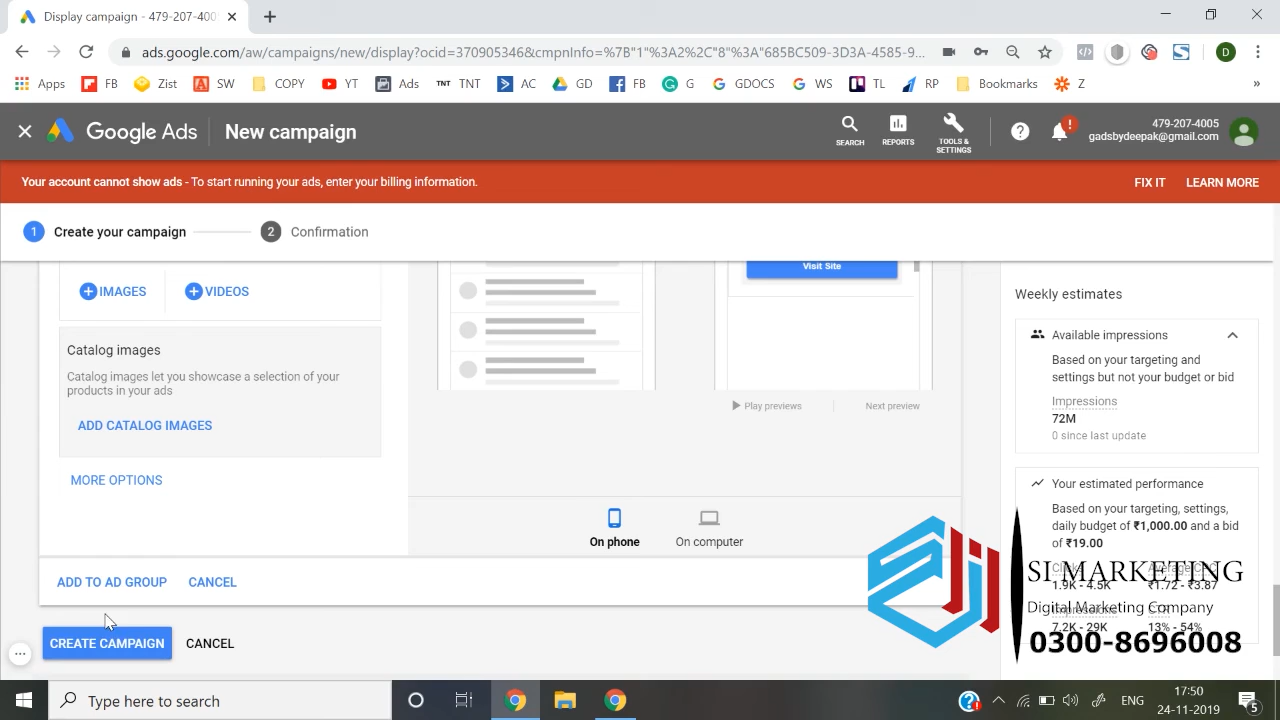 Display campaign - 479-207-400
ads.google.com/aw/campaigns/new/display?ocid=370905346&cmpnInfo=%7B"1"%3A2%2C"8"%3A"685BC509-3D3A-4585-9...
D
Apps FB Zist SW COPY YT Ads TNT TNT AC GD FB G GDOCS WS TL RP Bookmarks Z »
Google Ads New campaign
SEARCH REPORTS TOOLS & SETTINGS
479-207-4005
gadsbydeepak@gmail.com
Your account cannot show ads - To start running your ads, enter your billing information.
FIX IT LEARN MORE
1 Create your campaign 2 Confirmation
Visit Site
IMAGES VIDEOS
Catalog images
Catalog images let you showcase a selection of your
products in your ads
ADD CATALOG IMAGES
MORE OPTIONS
Play previews Next preview
On phone On computer
ADD TO AD GROUP CANCEL
CREATE CAMPAIGN CANCEL
Weekly estimates
Available impressions
Based on your targeting and
settings but not your budget or bid
Impressions
72M
0 since last update
Your estimated performance
Based on your targeting, settings,
daily budget of ₹1,000.00 and a bid
of ₹19.00
1.9K - 4.5K ₹1.72 - ₹3.87
7.2K - 29K 13% - 54%
SI MARKETING
Digital Marketing Company
0300-8696008
Type here to search
ENG
17:50
24-11-2019
5